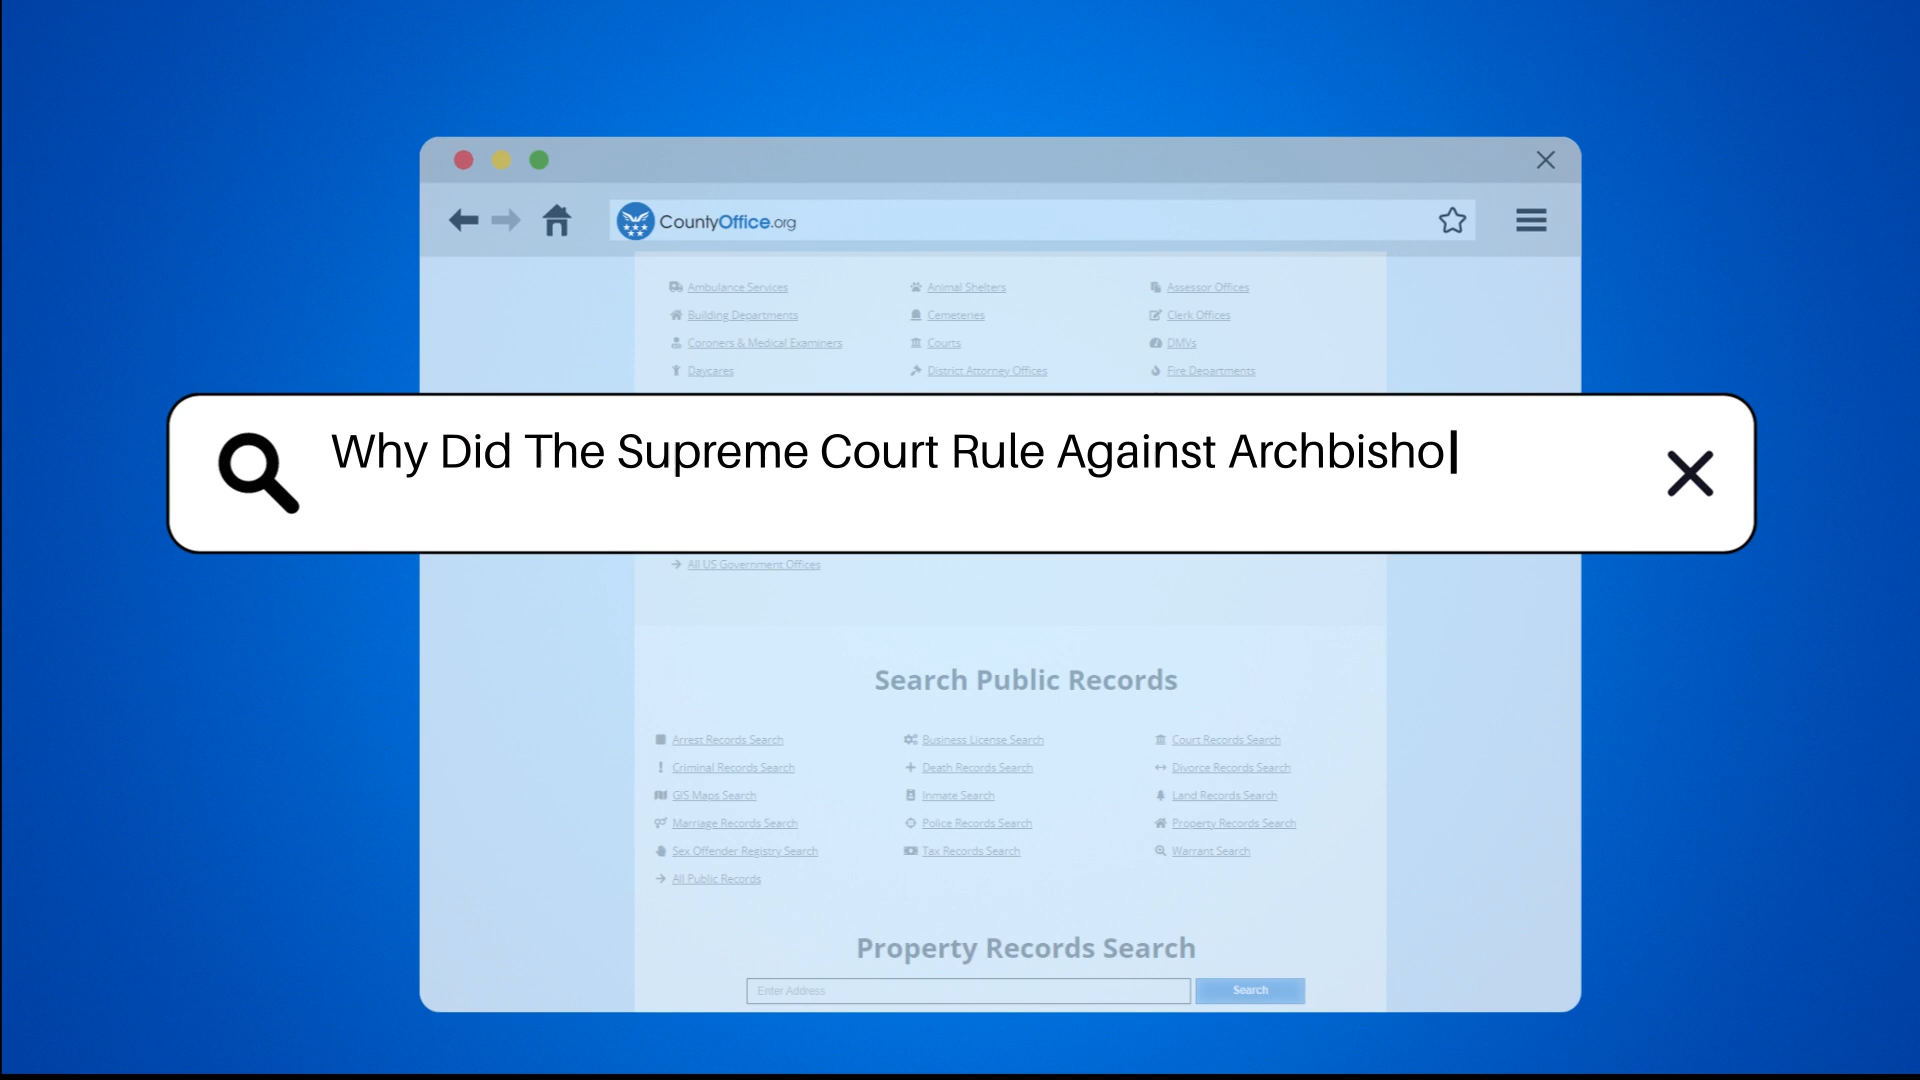 CountyOffice.org
Ambulance Services Animal Shelters Assessor Offices
Building Departments Cemeteries Clerk Offices
Coroners & Medical Examiners Courts DMVs
Daycares District Attorney Offices Fire Departments
Why Did The Supreme Court Rule Against Archbisho
All US Government Offices
Search Public Records
Arrest Records Search Business License Search Court Records Search
Criminal Records Search Death Records Search Divorce Records Search
GIS Maps Search Inmate Search Land Records Search
Marriage Records Search Police Records Search Property Records Search
Sex Offender Registry Search Tax Records Search Warrant Search
All Public Records
Property Records Search
Enter Address Search